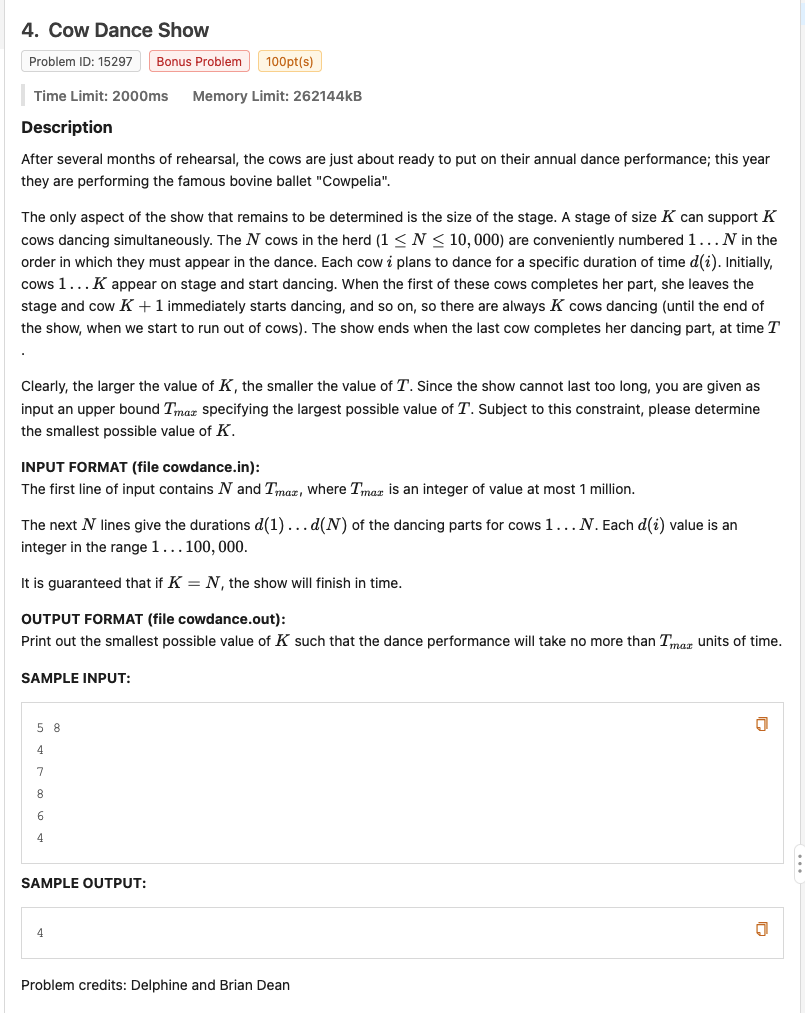 4. Cow Dance Show
Problem ID: 15297 Bonus Problem 100pt(s)
Time Limit: 2000ms Memory Limit: 262144kB
Description
After several months of rehearsal, the cows are just about ready to put on their annual dance performance; this year
they are performing the famous bovine ballet "Cowpelia".
The only aspect of the show that remains to be determined is the size of the stage. A stage of size K can support K
cows dancing simultaneously. The N cows in the herd (1 ≤ N ≤ 10,000) are conveniently numbered 1...N in the
order in which they must appear in the dance. Each cow i plans to dance for a specific duration of time d(i). Initially,
cows 1...K appear on stage and start dancing. When the first of these cows completes her part, she leaves the
stage and cow K + 1 immediately starts dancing, and so on, so there are always K cows dancing (until the end of
the show, when we start to run out of cows). The show ends when the last cow completes her dancing part, at time T
.
Clearly, the larger the value of K, the smaller the value of T. Since the show cannot last too long, you are given as
input an upper bound Tmax specifying the largest possible value of T. Subject to this constraint, please determine
the smallest possible value of K.
INPUT FORMAT (file cowdance.in):
The first line of input contains N and Tmax, where Tmax is an integer of value at most 1 million.
The next N lines give the durations d(1)...d(N) of the dancing parts for cows 1...N. Each d(i) value is an
integer in the range 1...100,000.
It is guaranteed that if K = N, the show will finish in time.
OUTPUT FORMAT (file cowdance.out):
Print out the smallest possible value of K such that the dance performance will take no more than Tmax units of time.
SAMPLE INPUT:
5 8
4
7
8
6
4
SAMPLE OUTPUT:
4
Problem credits: Delphine and Brian Dean